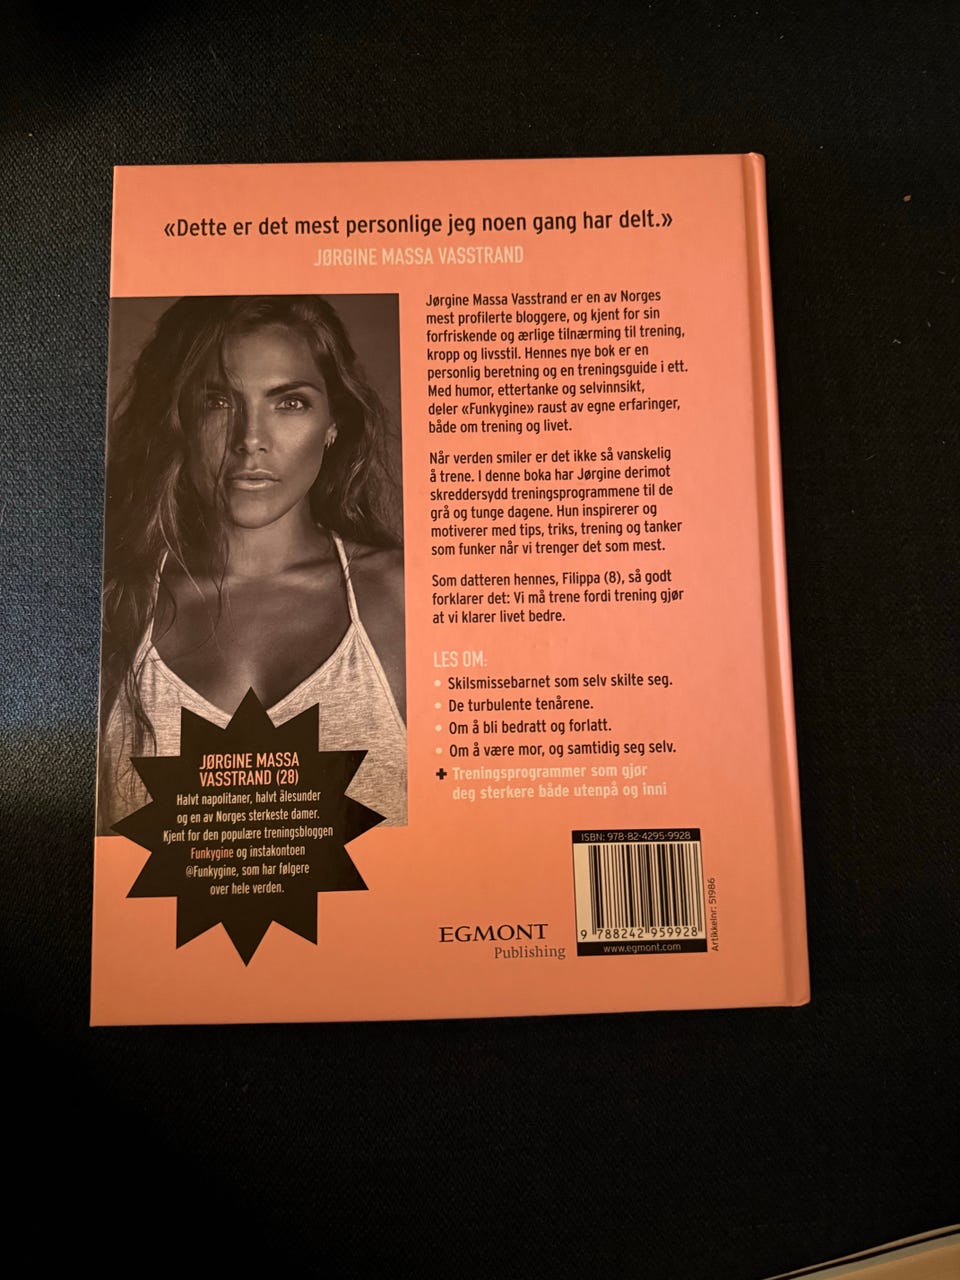 «Dette er det mest personlige jeg noen gang har delt.»
JØRGINE MASSA VASSTRAND
Jørgine Massa Vasstrand er en av Norges
mest profilerte bloggere, og kjent for sin
forfriskende og ærlige tilnærming til trening,
kropp og livsstil. Hennes nye bok er en
personlig beretning og en treningsguide i ett.
Med humor, ettertanke og selvinnsikt,
deler «Funkygine» raust av egne erfaringer,
både om trening og livet.
Når verden smiler er det ikke så vanskelig
å trene. I denne boka har Jørgine derimot
skreddersydd treningsprogrammene til de
grå og tunge dagene. Hun inspirerer og
motiverer med tips, triks, trening og tanker
som funker når vi trenger det som mest.
Som datteren hennes, Filippa (8), så godt
forklarer det: Vi må trene fordi trening gjør
at vi klarer livet bedre.
LES OM:
• Skilsmissebarnet som selv skilte seg.
• De turbulente tenårene.
• Om å bli bedratt og forlatt.
• Om å være mor, og samtidig seg selv.
+ Treningsprogrammer som gjør
deg sterkere både utenpå og inni
JØRGINE MASSA
VASSTRAND (28)
Halvt napolitaner, halvt ålesunder
og en av Norges sterkeste damer.
Kjent for den populære treningsbloggen
Funkygine og instakontoen
@Funkygine, som har følgere
over hele verden.
EGMONT
Publishing
ISBN: 978-82-4295-9928
9 788242 959928
www.egmont.com
Artikkelnr: 51986